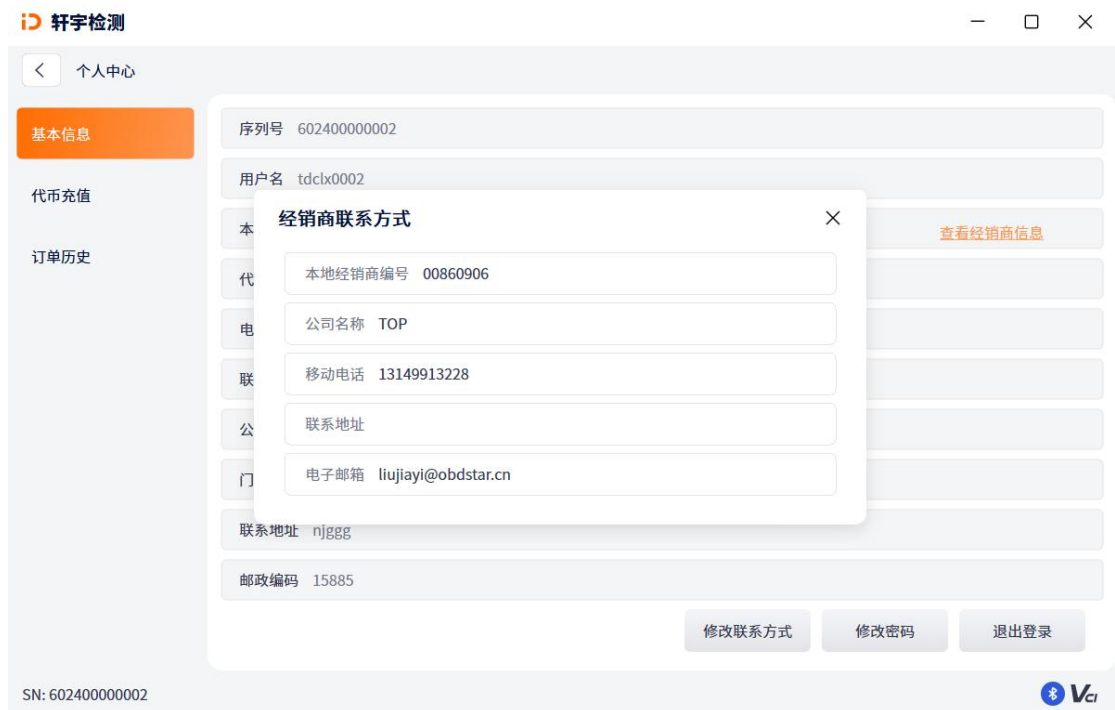 轩宇检测
个人中心
基本信息
代币充值
订单历史
序列号 602400000002
用户名 tdclx0002
本
查看经销商信息
代
电
联
公
门
经销商联系方式
本地经销商编号 00860906
公司名称 TOP
移动电话 13149913228
联系地址
电子邮箱 liujiayi@obdstar.cn
联系地址 njggg
邮政编码 15885
修改联系方式 修改密码 退出登录
SN: 602400000002
VCI